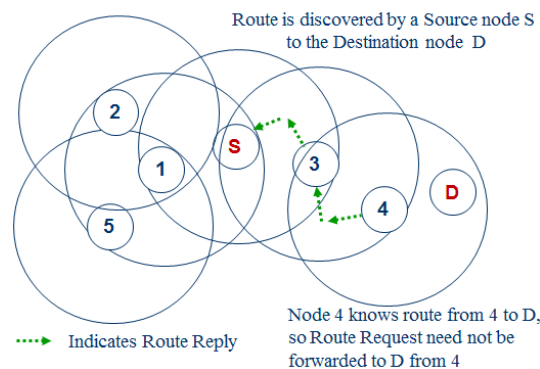 Route is discovered by a Source node S
to the Destination node D
2
S
1
3
D
4
5
Node 4 knows route from 4 to D,
so Route Request need not be
forwarded to D from 4
Indicates Route Reply